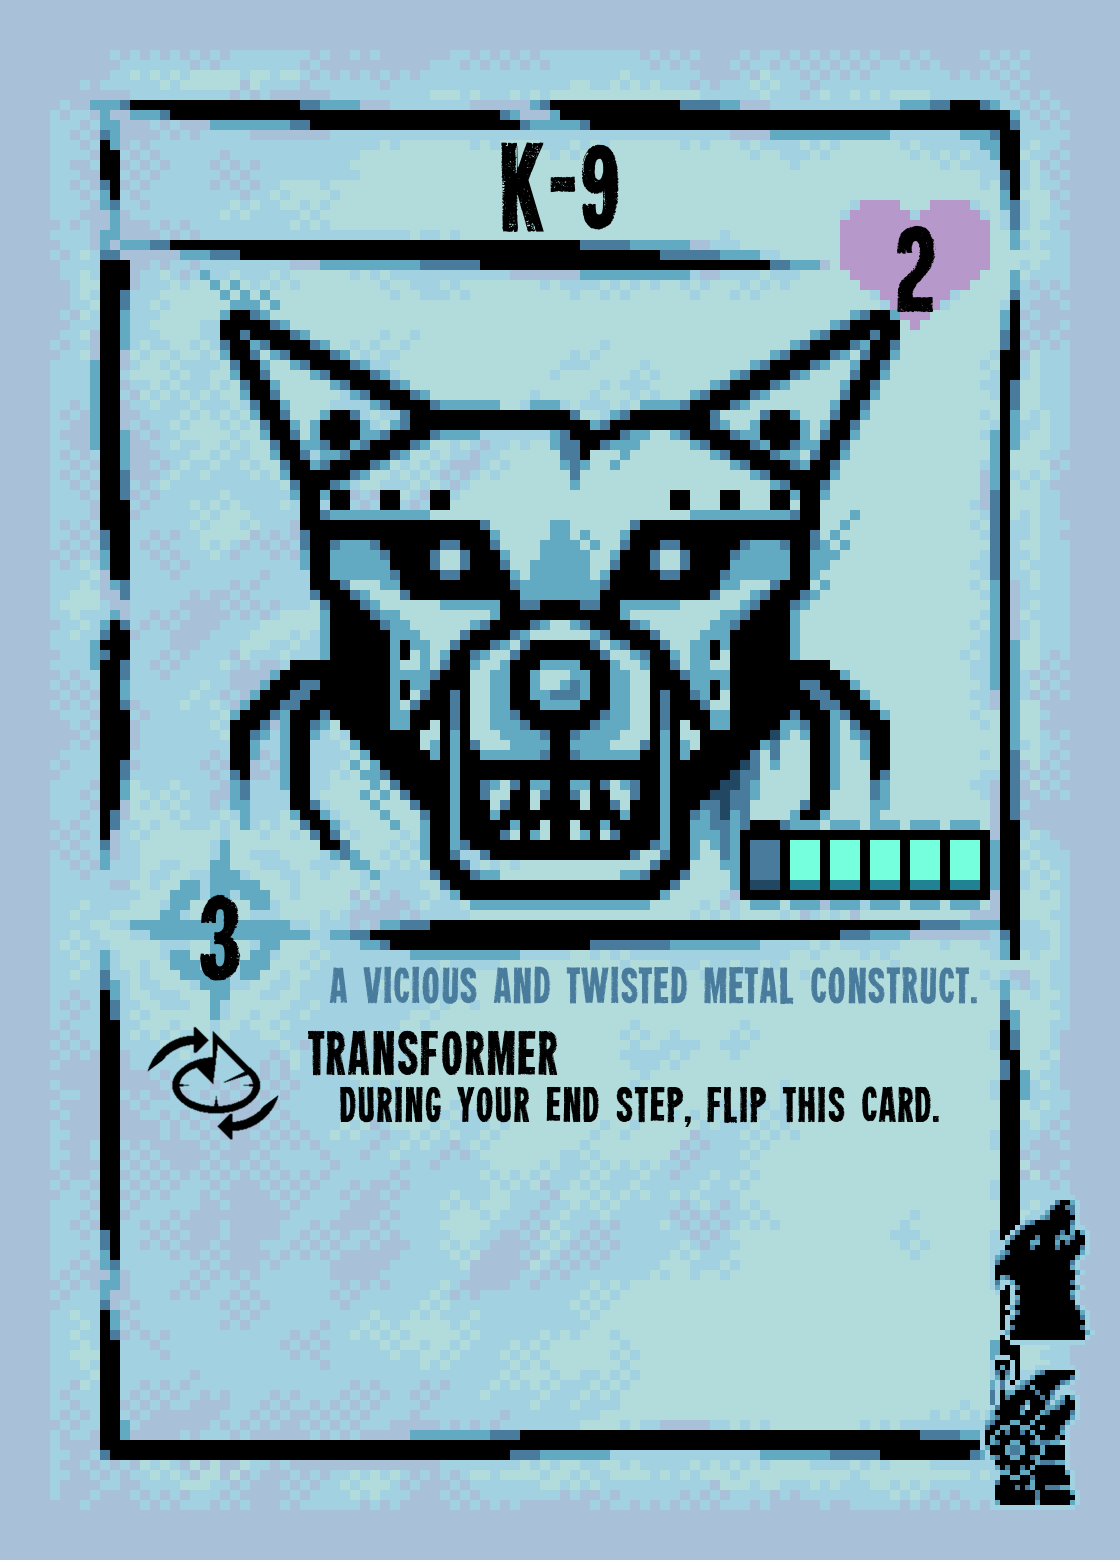 K-9
2
3
A VICIOUS AND TWISTED METAL CONSTRUCT.
TRANSFORMER
DURING YOUR END STEP, FLIP THIS CARD.